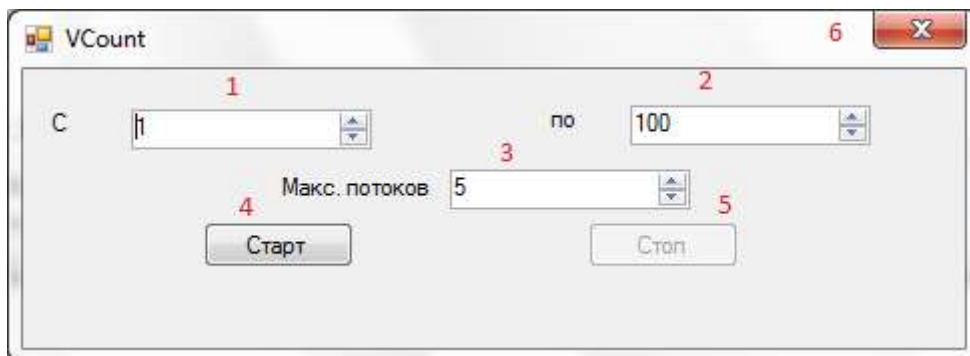 VCount 6
1 2
С 1 по 100
3
Макс. потоков 5
4 5
Старт Стоп